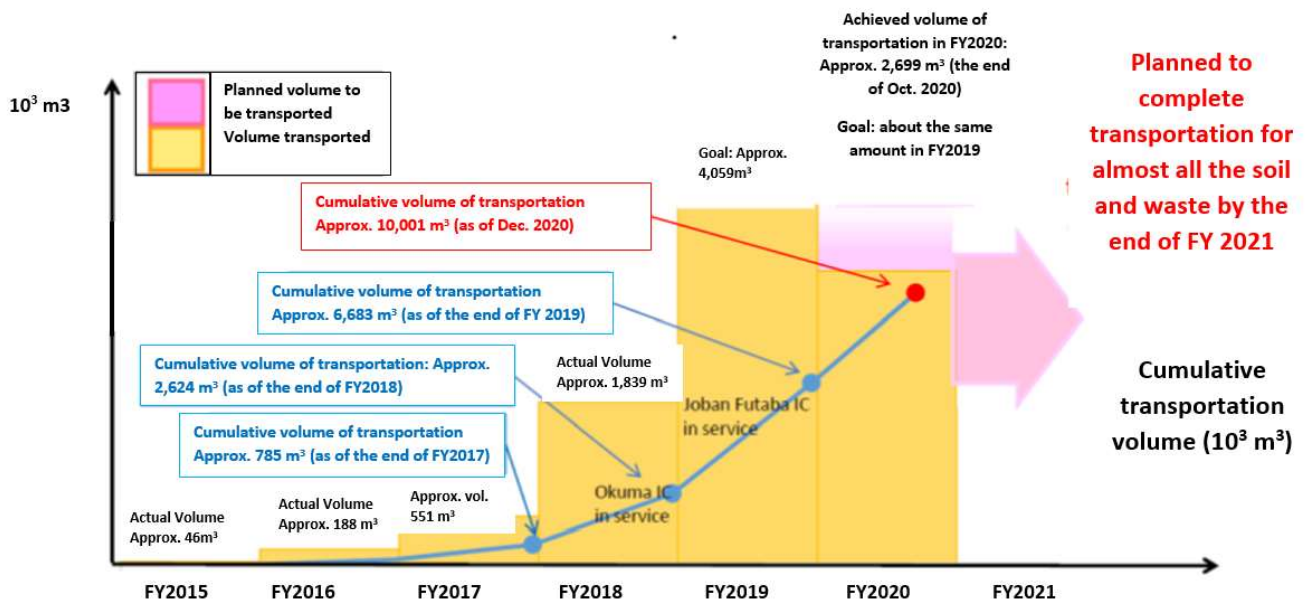 10³ m3
Planned volume to
be transported
Volume transported
Achieved volume of
transportation in FY2020:
Approx. 2,699 m³ (the end
of Oct. 2020)
Goal: about the same
amount in FY2019
Goal: Approx.
4,059m³
Planned to
complete
transportation for
almost all the soil
and waste by the
end of FY 2021
Cumulative volume of transportation
Approx. 10,001 m³ (as of Dec. 2020)
Cumulative volume of transportation
Approx. 6,683 m³ (as of the end of FY 2019)
Cumulative volume of transportation: Approx.
2,624 m³ (as of the end of FY2018)
Cumulative volume of transportation
Approx. 785 m³ (as of the end of FY2017)
Actual Volume
Approx. 1,839 m³
Joban Futaba IC
in service
Okuma IC
in service
Cumulative
transportation
volume (10³ m³)
Actual Volume
Approx. 46m³
Actual Volume
Approx. 188 m³
Approx. vol.
551 m³
FY2015 FY2016 FY2017 FY2018 FY2019 FY2020 FY2021